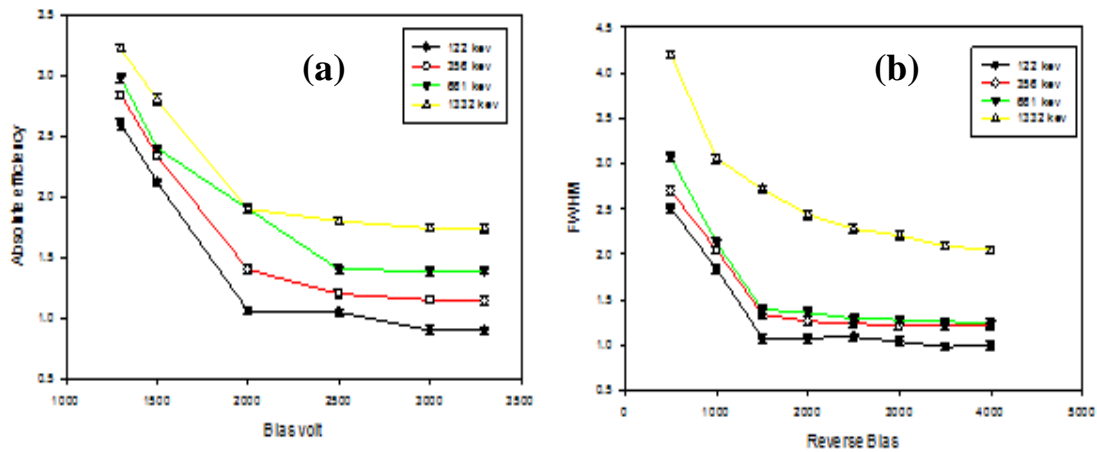 (a)
122 kev
356 kev
661 kev
1332 kev
3.5
3.0
2.5
2.0
1.5
1.0
0.5
Absolute efficiency
1000
1500
2000
2500
3000
3500
Bias volt
(b)
122 kev
356 kev
661 kev
1332 kev
4.5
4.0
3.5
3.0
2.5
2.0
1.5
1.0
0.5
FWHM
0
1000
2000
3000
4000
5000
Reverse Bias